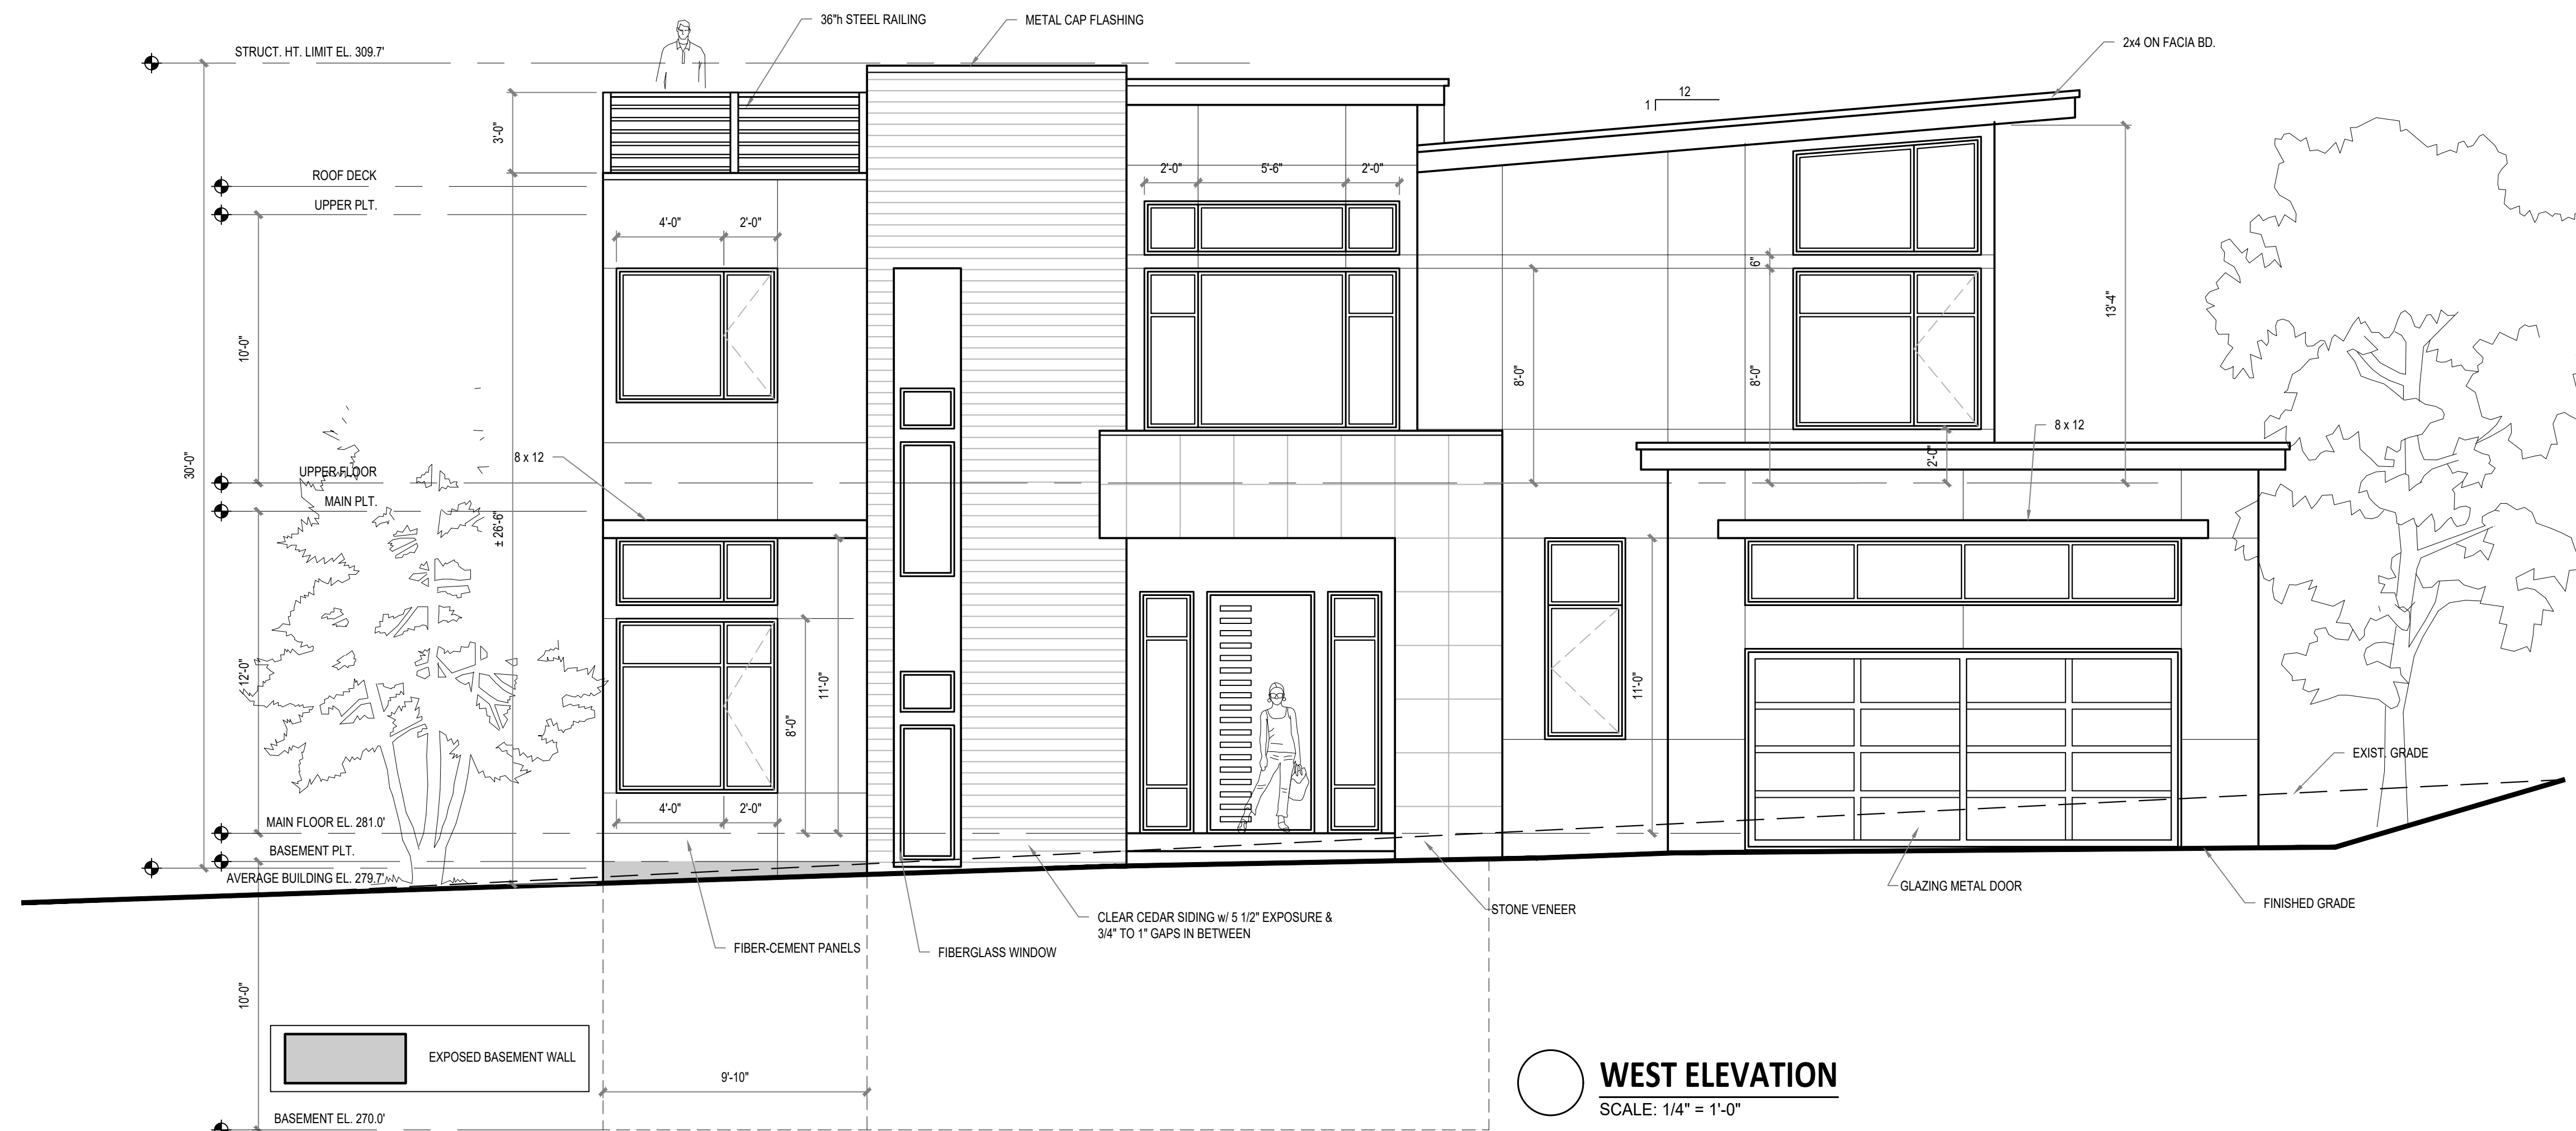 36"h STEEL RAILING
METAL CAP FLASHING
2x4 ON FACIA BD.
STRUCT. HT. LIMIT EL. 309.7'
12
1
3'-0"
ROOF DECK
2'-0"
5'-6"
2'-0"
UPPER PLT.
4'-0"
2'-0"
6"
13'-4"
10'-0"
8'-0"
8'-0"
8 x 12
8 x 12
2'-0"
30'-0"
UPPER FLOOR
MAIN PLT.
± 26'-6"
12'-0"
11'-0"
11'-0"
8'-0"
EXIST. GRADE
4'-0"
2'-0"
MAIN FLOOR EL. 281.0'
BASEMENT PLT.
AVERAGE BUILDING EL. 279.7'
GLAZING METAL DOOR
FINISHED GRADE
STONE VENEER
CLEAR CEDAR SIDING w/ 5 1/2" EXPOSURE &
3/4" TO 1" GAPS IN BETWEEN
FIBER-CEMENT PANELS
FIBERGLASS WINDOW
10'-0"
EXPOSED BASEMENT WALL
9'-10"
WEST ELEVATION
SCALE: 1/4" = 1'-0"
BASEMENT EL. 270.0'